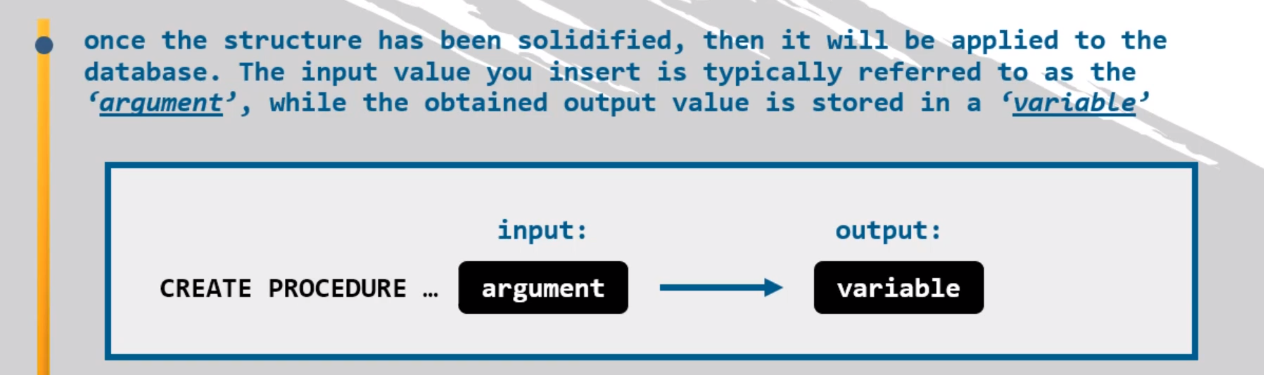 once the structure has been solidified, then it will be applied to the
database. The input value you insert is typically referred to as the
‘argument’, while the obtained output value is stored in a ‘variable’
input: output:
CREATE PROCEDURE … argument variable